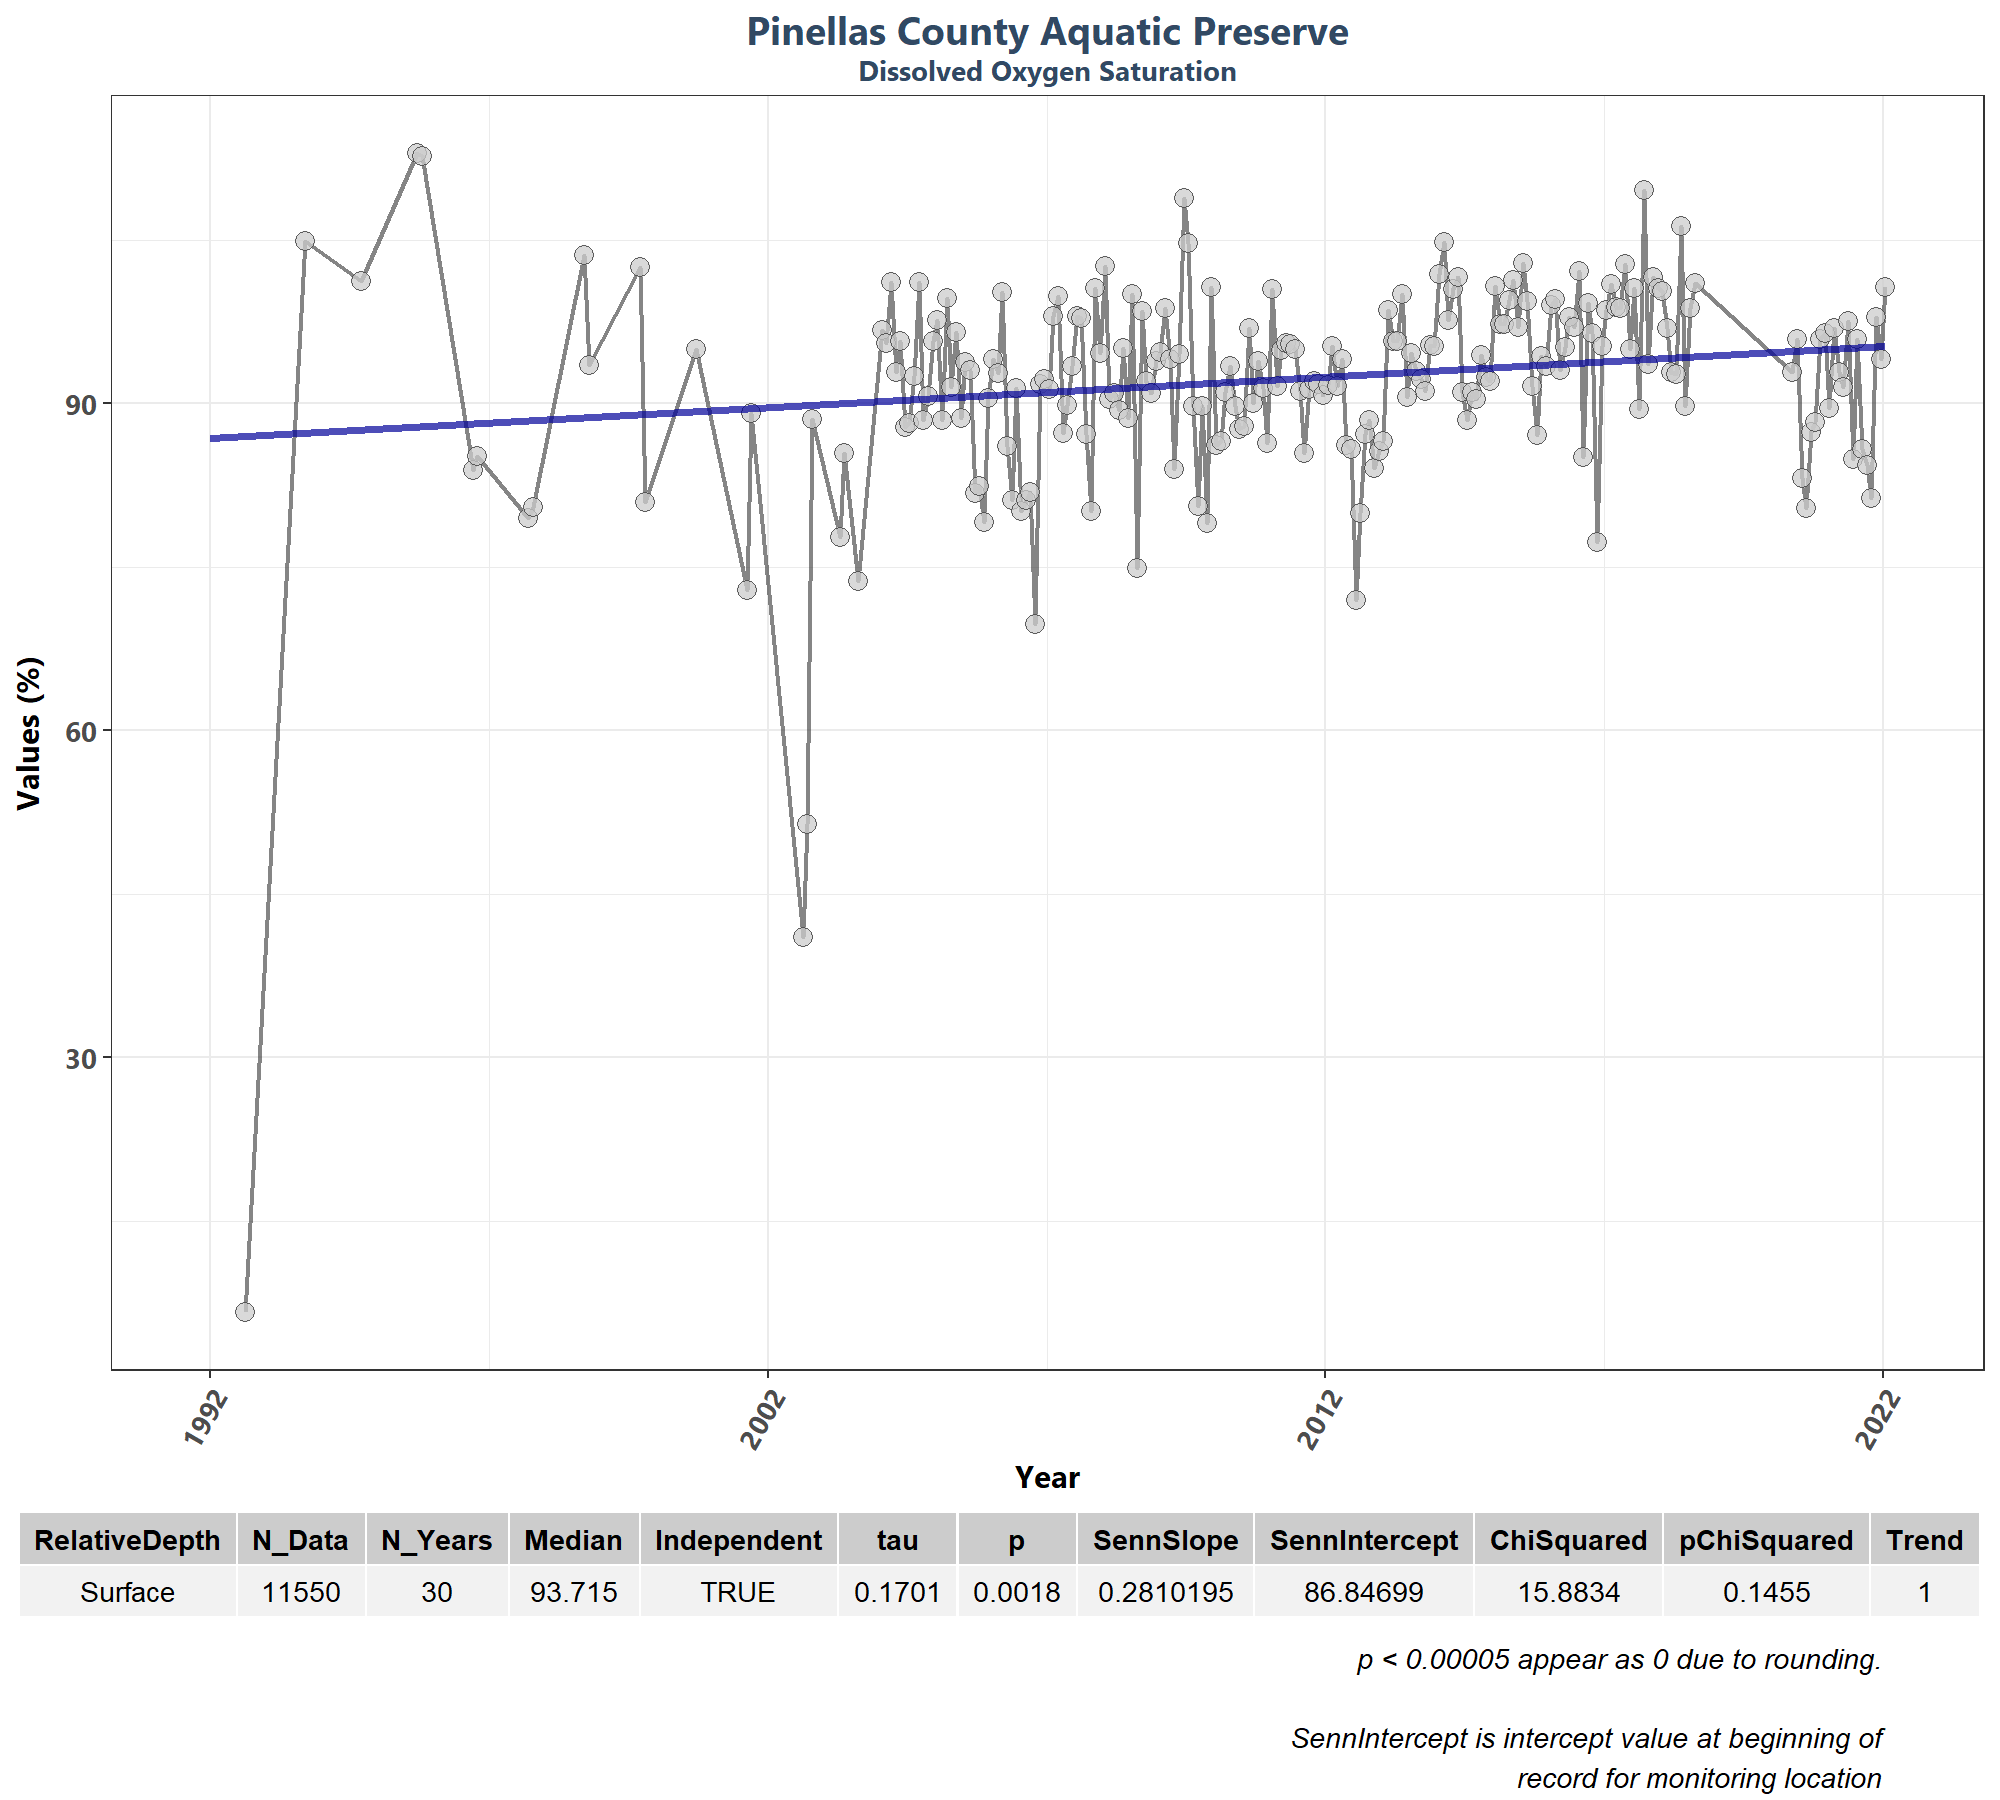 Pinellas County Aquatic Preserve
Dissolved Oxygen Saturation
Values (%)
90
60
30
1992 2002 2012 2022
Year
RelativeDepth N_Data N_Years Median Independent tau p SennSlope SennIntercept ChiSquared pChiSquared Trend
Surface 11550 30 93.715 TRUE 0.1701 0.0018 0.2810195 86.84699 15.8834 0.1455 1
p < 0.00005 appear as 0 due to rounding.
SennIntercept is intercept value at beginning of
record for monitoring location